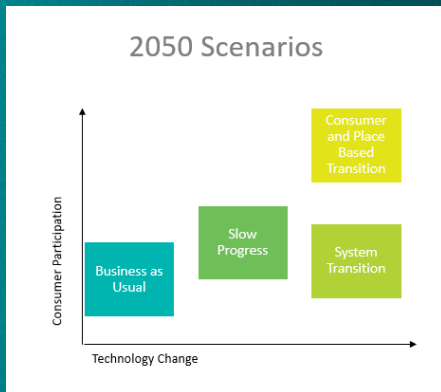 2050 Scenarios
Consumer
and Place
Based
Transition
Slow
Progress
System
Transition
Business as
Usual
Consumer Participation
Technology Change